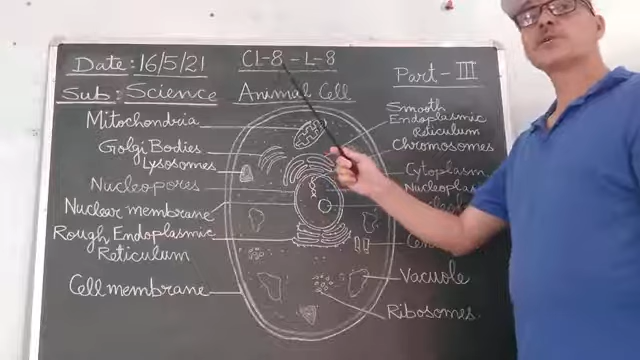 Date: 16/5/21
CL-8 - L-8
Part-III
Sub: Science
Animal Cell
Mitochondria
Golgi Bodies
Lysosomes
Nucleopores
Nuclear membrane
Rough Endoplasmic
Reticulum
Cell membrane
Smooth
Endoplasmic
Reticulum
Chromosomes
Cytoplasm
Vacuole
Ribosomes